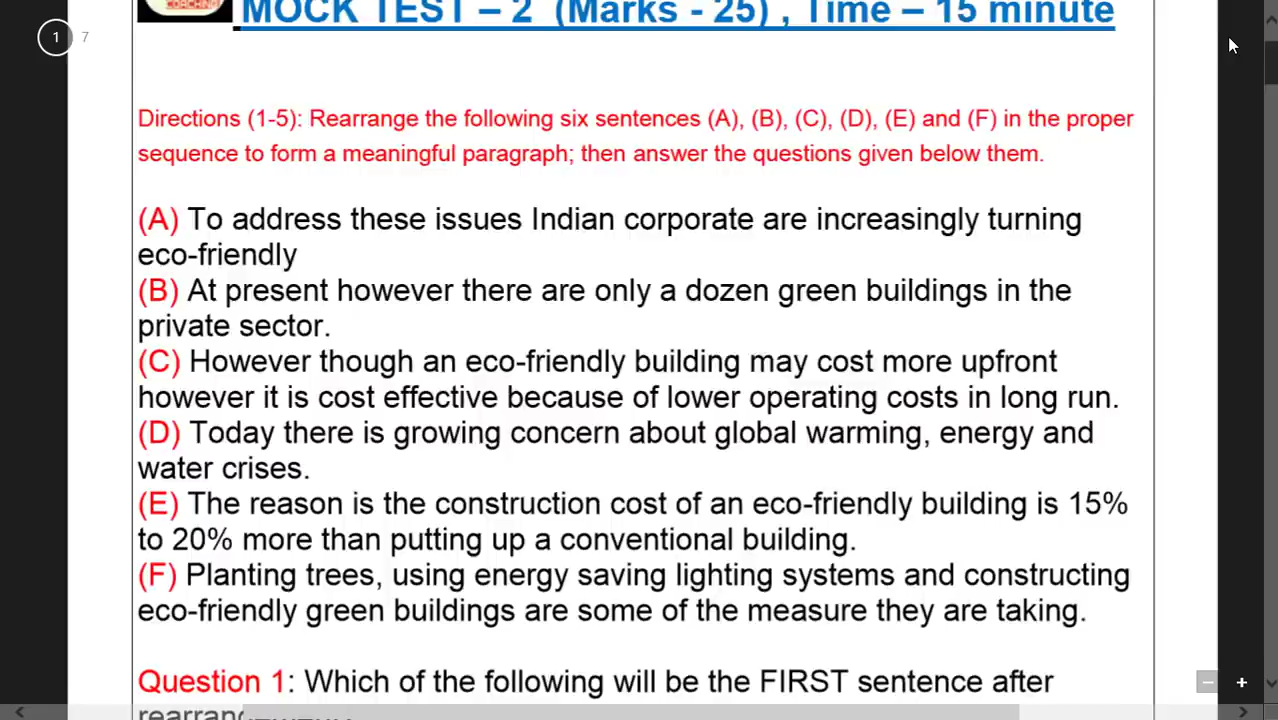 COACHING
MOCK TEST – 2 (Marks - 25) , Time – 15 minute
1 7
Directions (1-5): Rearrange the following six sentences (A), (B), (C), (D), (E) and (F) in the proper
sequence to form a meaningful paragraph; then answer the questions given below them.
(A) To address these issues Indian corporate are increasingly turning
eco-friendly
(B) At present however there are only a dozen green buildings in the
private sector.
(C) However though an eco-friendly building may cost more upfront
however it is cost effective because of lower operating costs in long run.
(D) Today there is growing concern about global warming, energy and
water crises.
(E) The reason is the construction cost of an eco-friendly building is 15%
to 20% more than putting up a conventional building.
(F) Planting trees, using energy saving lighting systems and constructing
eco-friendly green buildings are some of the measure they are taking.
Question 1: Which of the following will be the FIRST sentence after